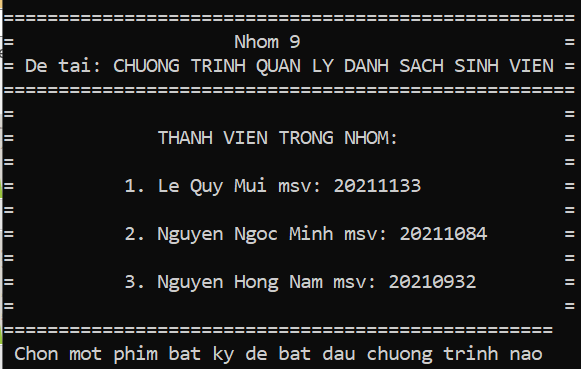 ====================================================
=                    Nhom 9                        =
= De tai: CHUONG TRINH QUAN LY DANH SACH SINH VIEN =
====================================================
=                                                  =
=             THANH VIEN TRONG NHOM:               =
=                                                  =
=          1. Le Quy Mui msv: 20211133             =
=                                                  =
=          2. Nguyen Ngoc Minh msv: 20211084       =
=                                                  =
=          3. Nguyen Hong Nam msv: 20210932        =
=                                                  =
==================================================
Chon mot phim bat ky de bat dau chuong trinh nao